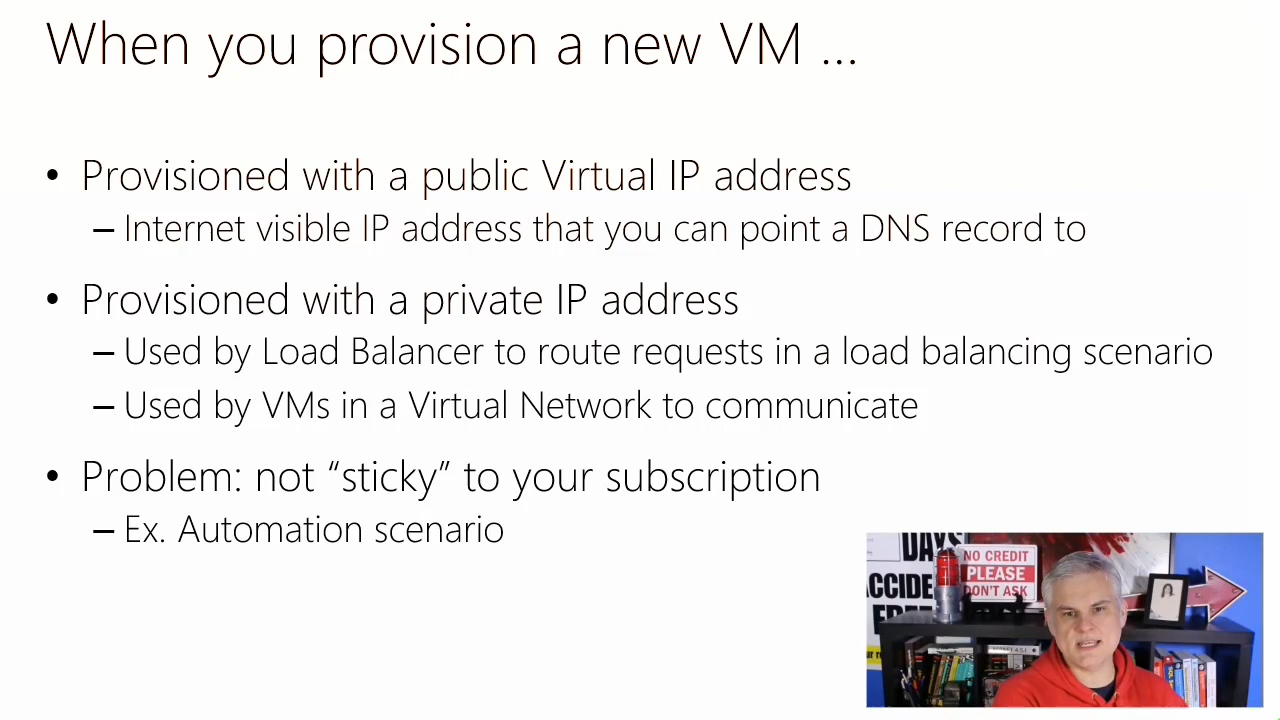 When you provision a new VM ...
• Provisioned with a public Virtual IP address
– Internet visible IP address that you can point a DNS record to
• Provisioned with a private IP address
– Used by Load Balancer to route requests in a load balancing scenario
– Used by VMs in a Virtual Network to communicate
• Problem: not “sticky” to your subscription
– Ex. Automation scenario
DAYS
NO CREDIT
PLEASE
DON'T ASK